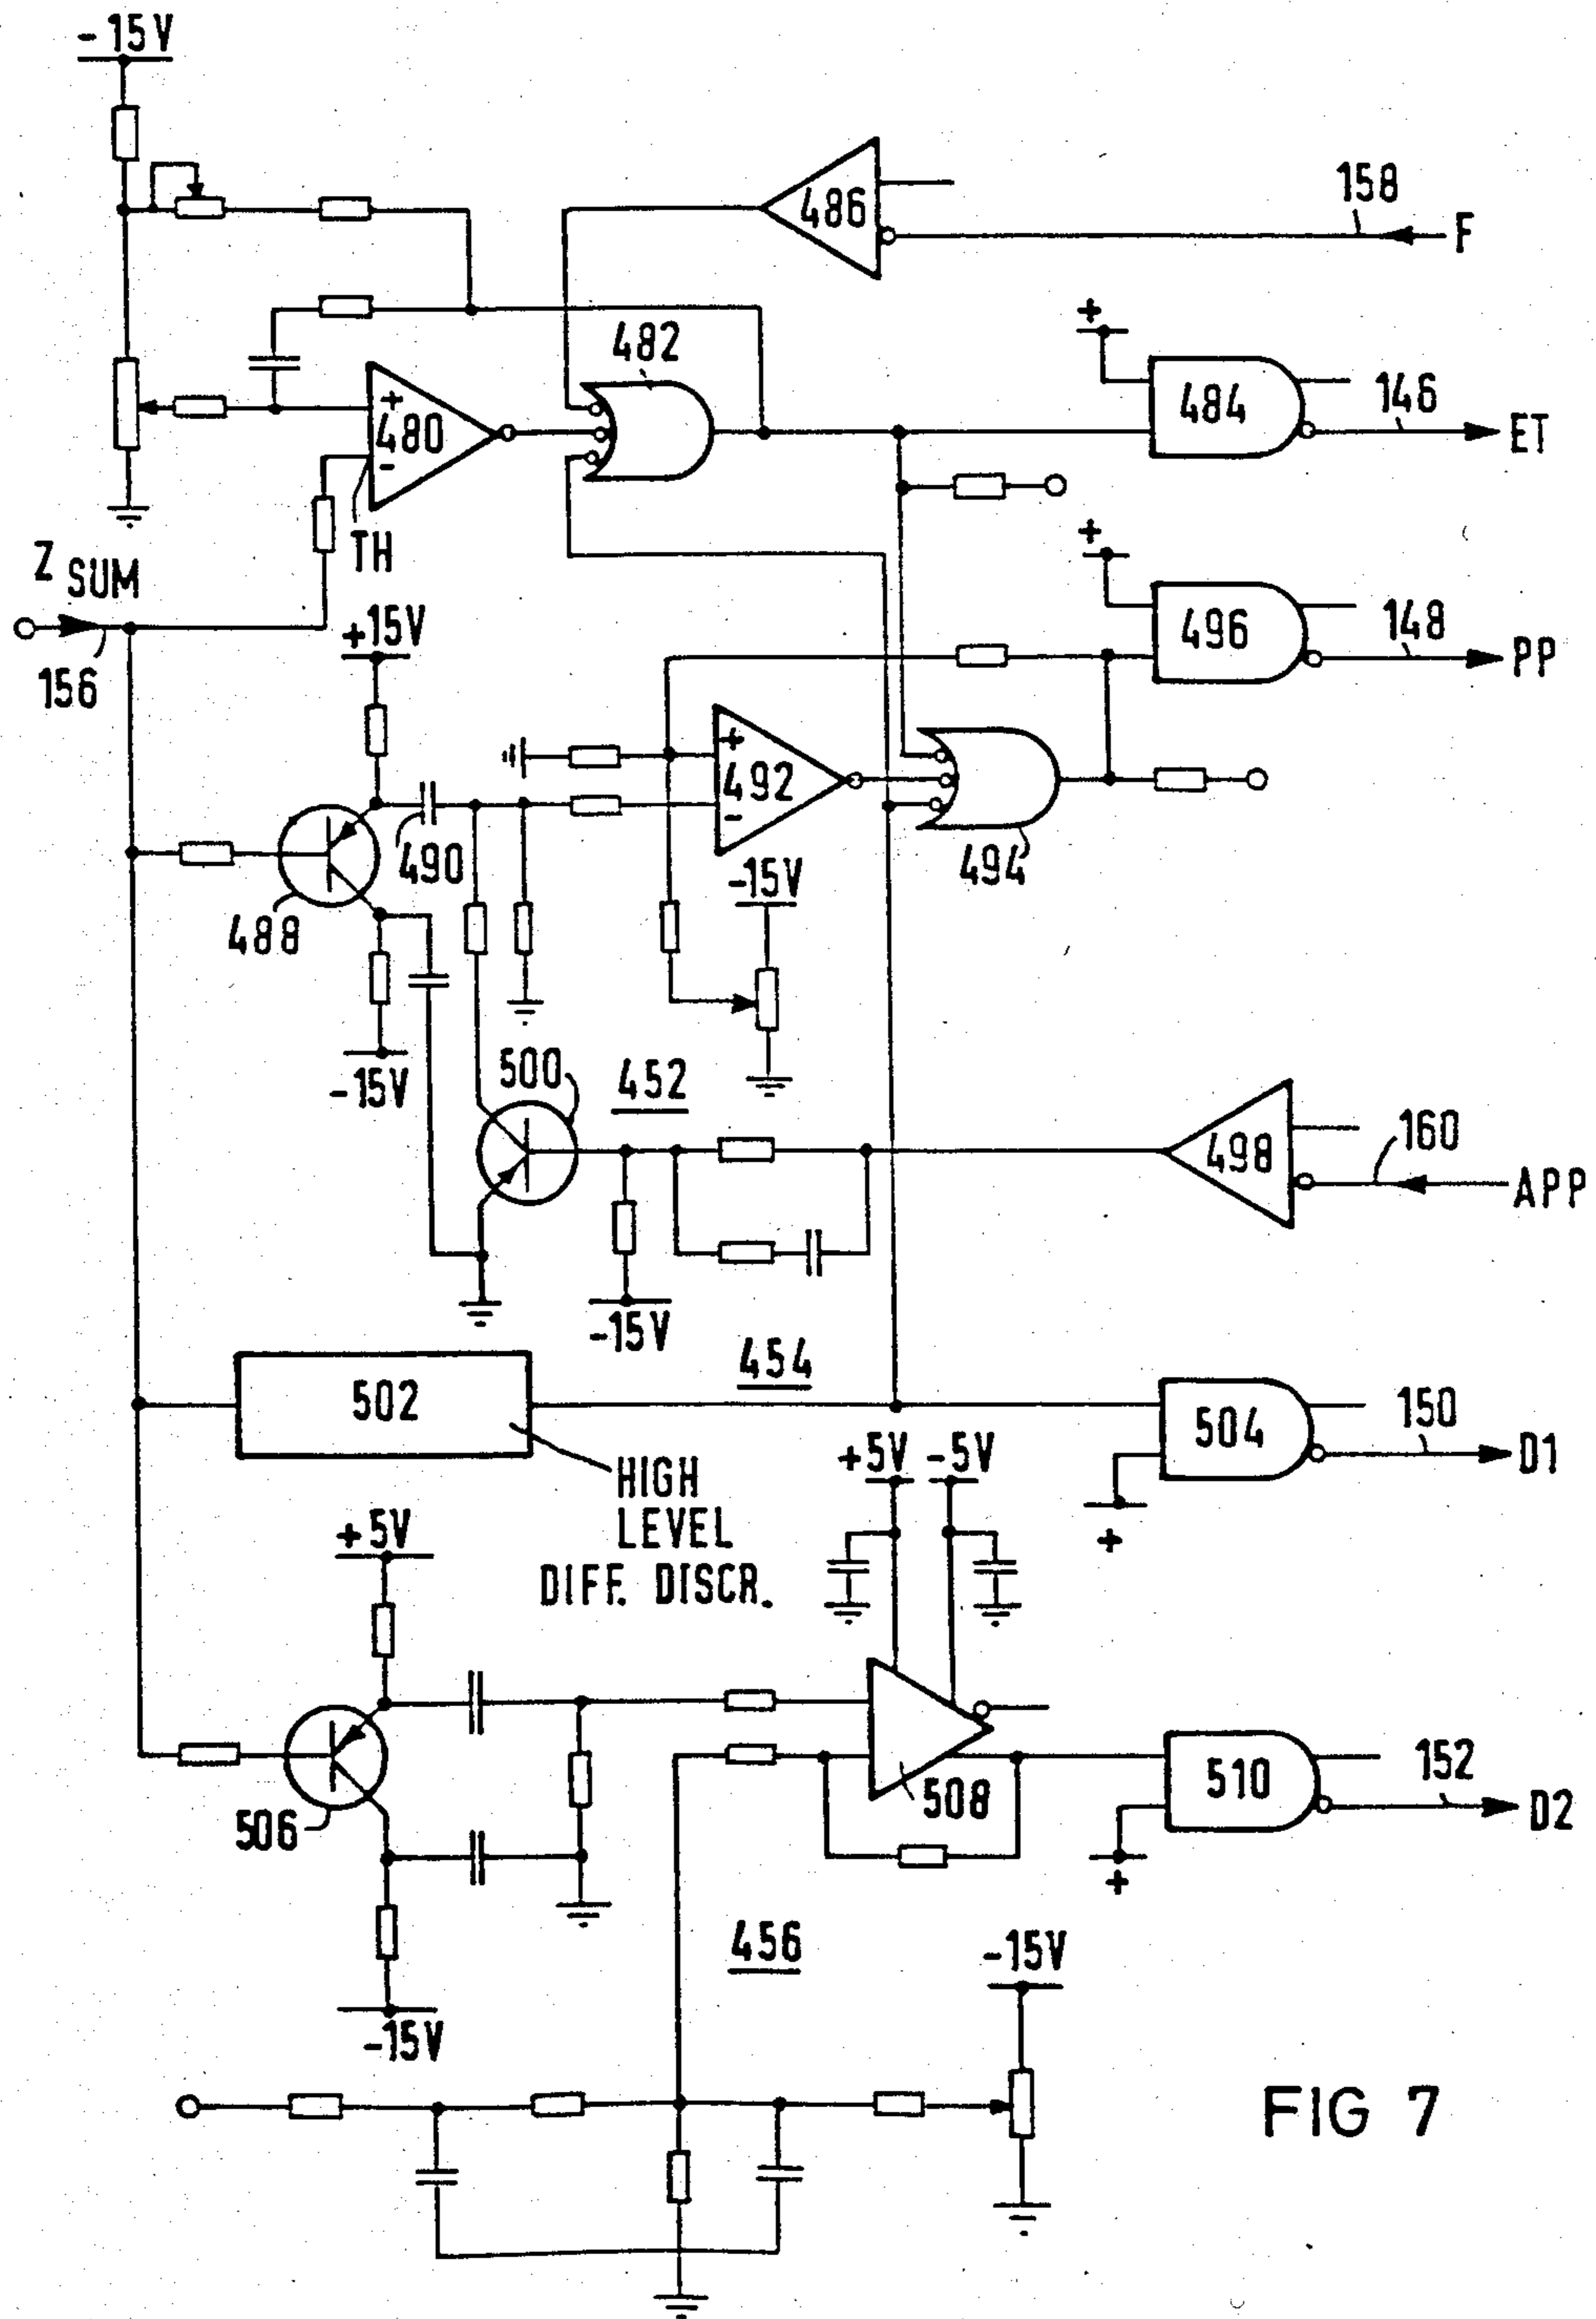 -15V
486
158
F
482
+
480
-
TH
+
484
146
ET
Z SUM
156
+15V
+
496
148
PP
488
490
+
492
-
494
-15V
-15V
500
452
498
160
APP
-15V
502
454
504
150
D1
+
HIGH
LEVEL
DIFF. DISCR.
+5V
-5V
+5V
506
508
510
152
D2
+
-15V
456
-15V
FIG 7